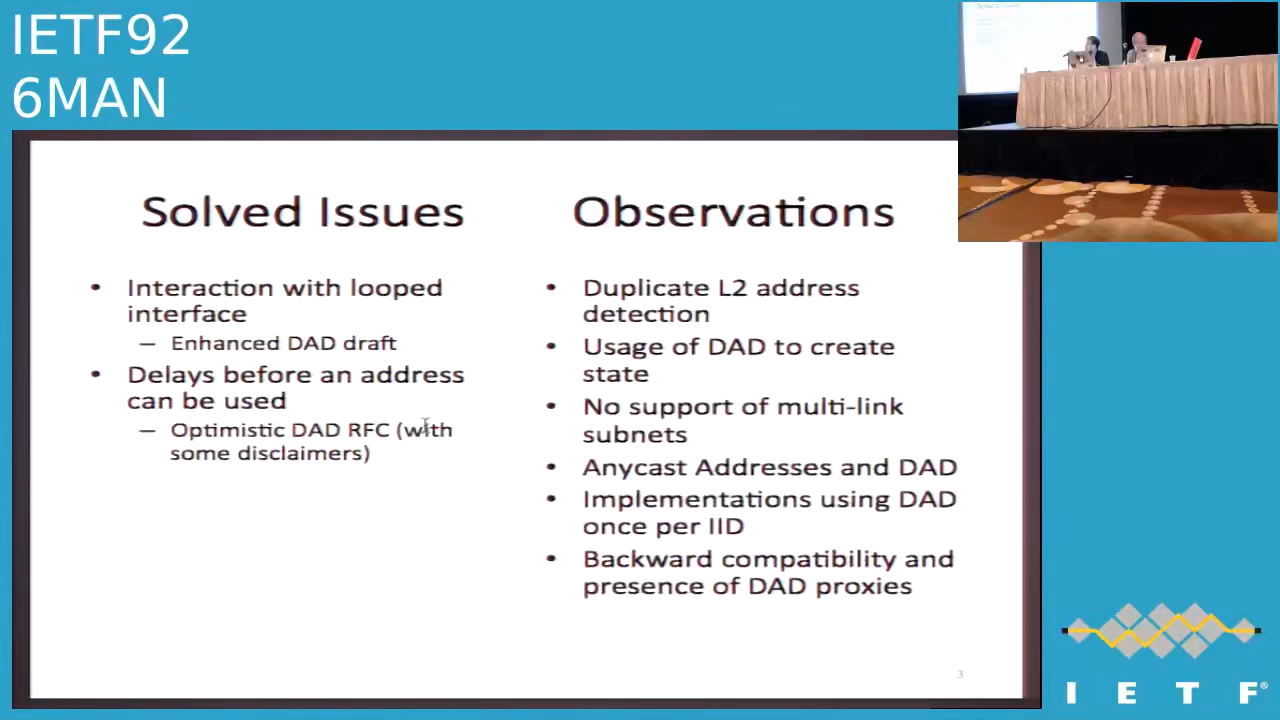 IETF92
6MAN
Solved Issues
• Interaction with looped
interface
– Enhanced DAD draft
• Delays before an address
can be used
– Optimistic DAD RFC (with
some disclaimers)
Observations
• Duplicate L2 address
detection
• Usage of DAD to create
state
• No support of multi-link
subnets
• Anycast Addresses and DAD
• Implementations using DAD
once per IID
• Backward compatibility and
presence of DAD proxies
3
I E T F®